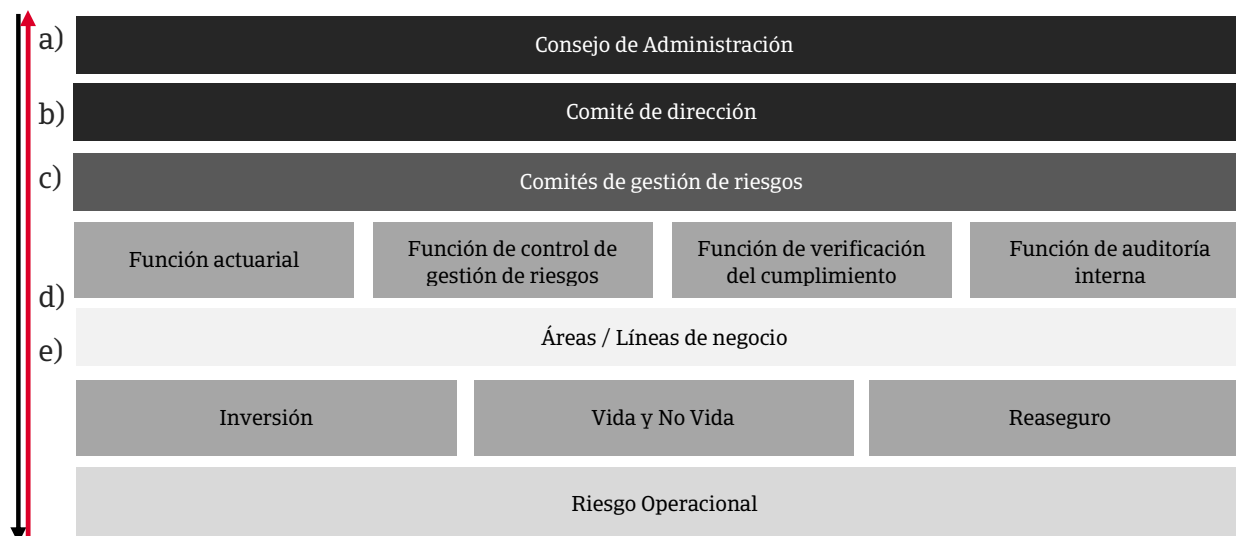 a)
Consejo de Administración
b)
Comité de dirección
c)
Comités de gestión de riesgos
Función actuarial
Función de control de
gestión de riesgos
Función de verificación
del cumplimiento
Función de auditoría
interna
d)
Áreas / Líneas de negocio
e)
Inversión
Vida y No Vida
Reaseguro
Riesgo Operacional